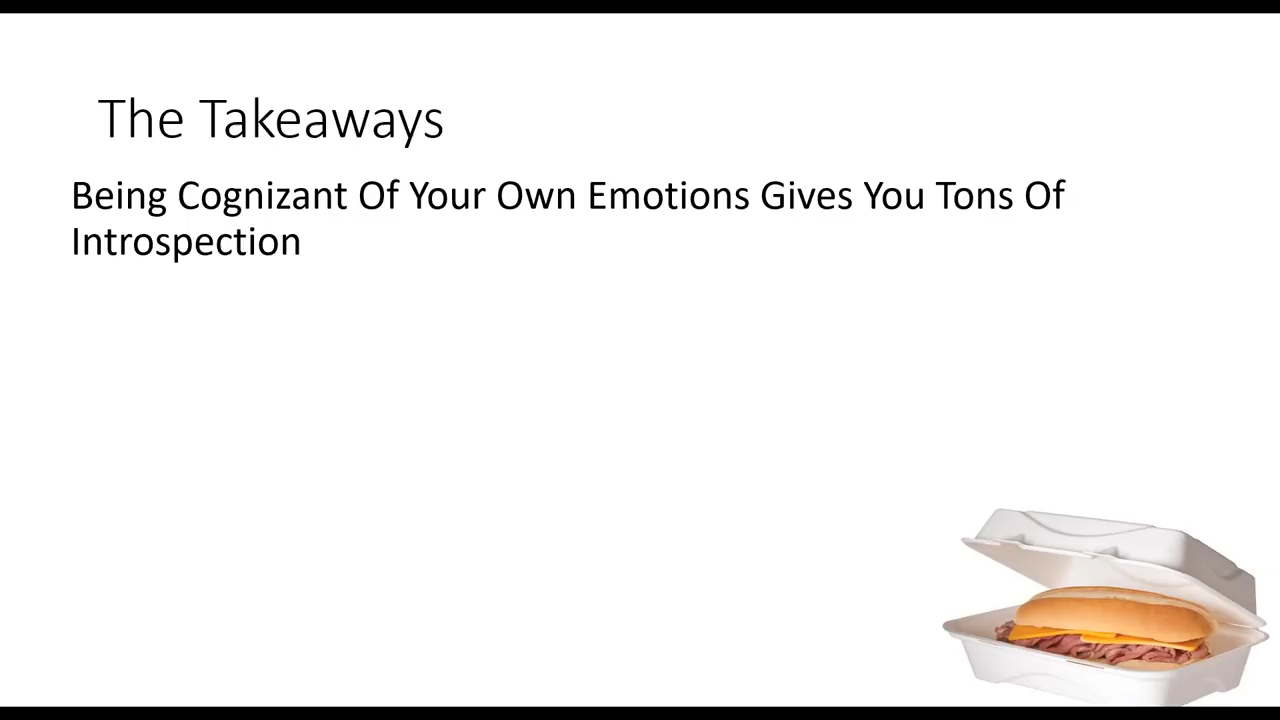 The Takeaways
Being Cognizant Of Your Own Emotions Gives You Tons Of
Introspection